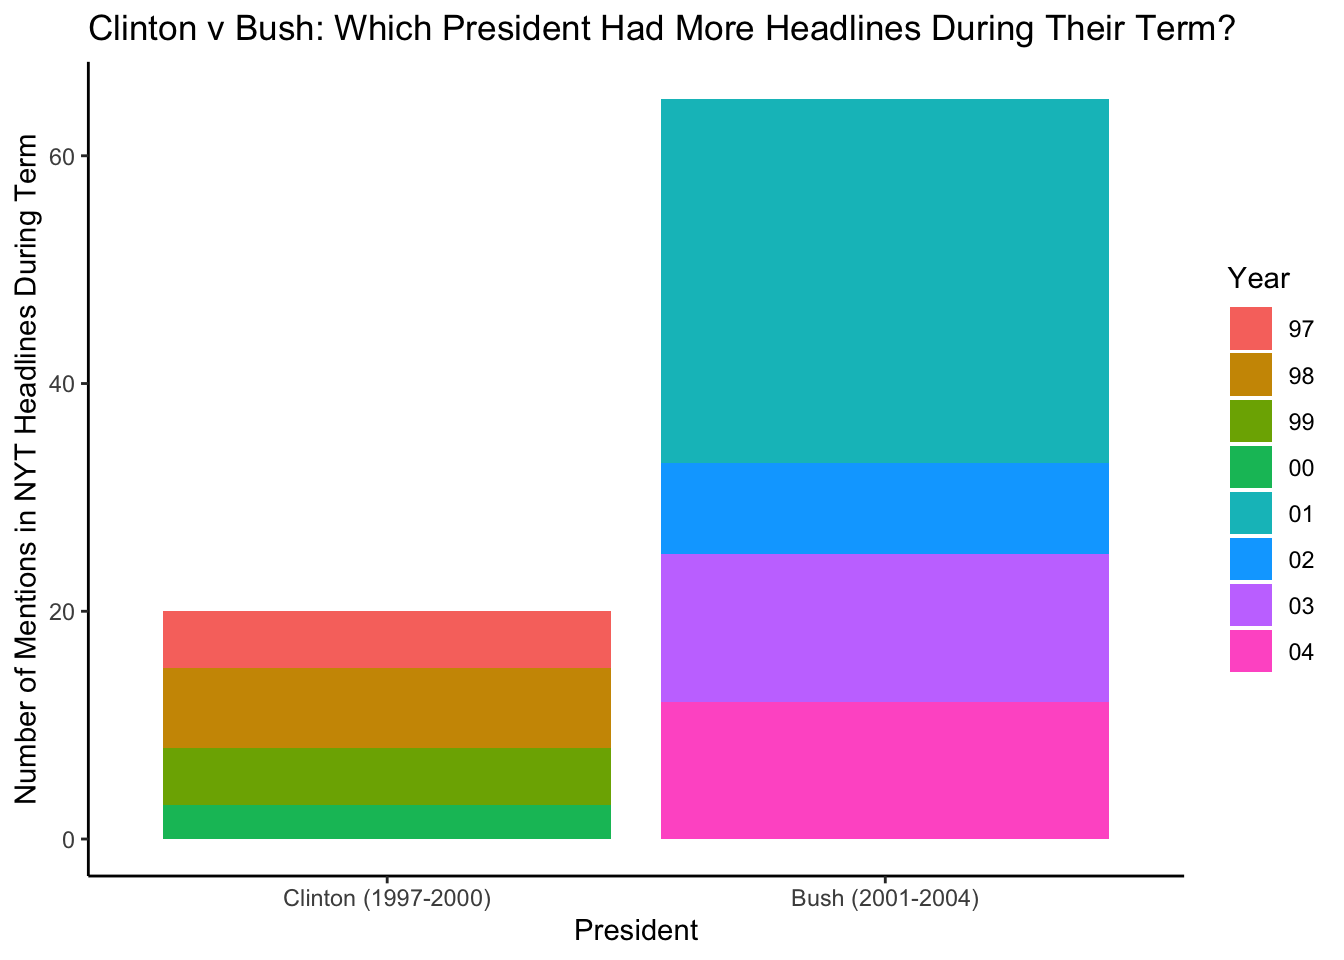 Clinton v Bush: Which President Had More Headlines During Their Term?
Number of Mentions in NYT Headlines During Term
60
40
20
0
Clinton (1997-2000)
Bush (2001-2004)
President
Year
97
98
99
00
01
02
03
04